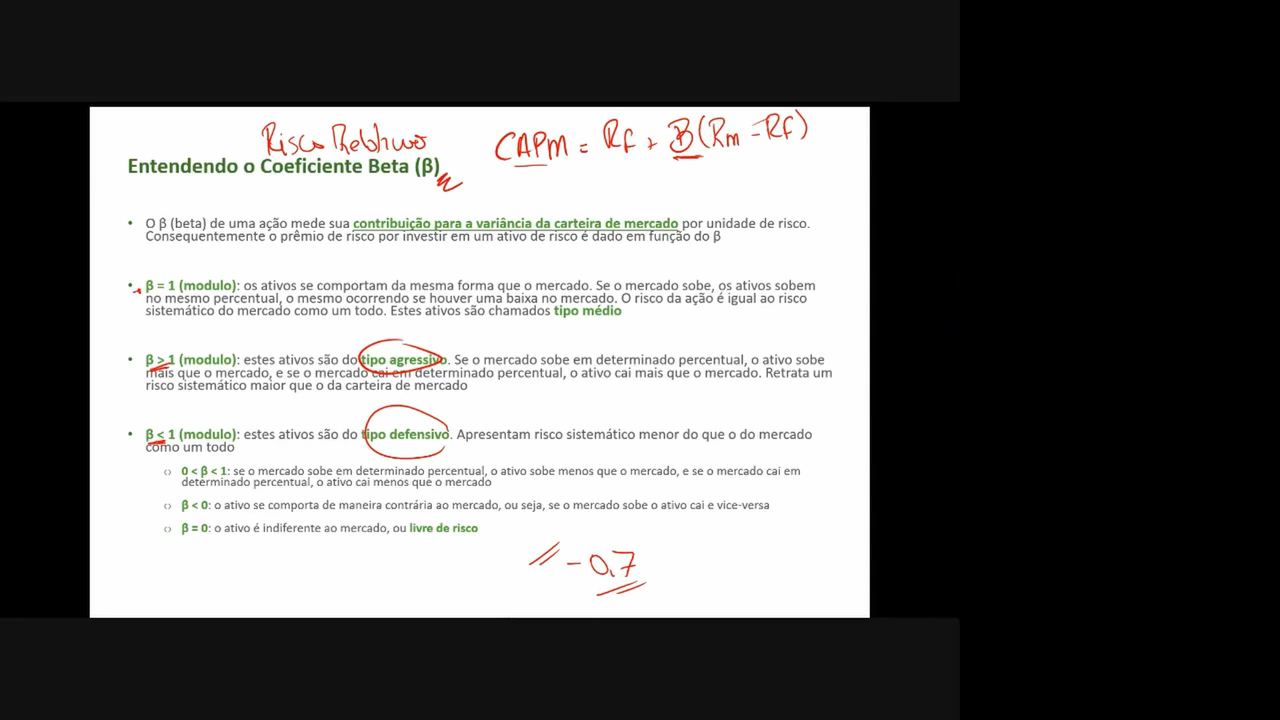 Risco Relativo
CAPM = Rf + B (Rm - Rf)
Entendendo o Coeficiente Beta (β)
• O β (beta) de uma ação mede sua contribuição para a variância da carteira de mercado por unidade de risco.
Consequentemente o prêmio de risco por investir em um ativo de risco é dado em função do β
• β = 1 (modulo): os ativos se comportam da mesma forma que o mercado. Se o mercado sobe, os ativos sobem
no mesmo percentual, o mesmo ocorrendo se houver uma baixa no mercado. O risco da ação é igual ao risco
sistemático do mercado como um todo. Estes ativos são chamados tipo médio
• β > 1 (modulo): estes ativos são do tipo agressivo. Se o mercado sobe em determinado percentual, o ativo sobe
mais que o mercado, e se o mercado cai em determinado percentual, o ativo cai mais que o mercado. Retrata um
risco sistemático maior que o da carteira de mercado
• β < 1 (modulo): estes ativos são do tipo defensivo. Apresentam risco sistemático menor do que o do mercado
como um todo
0 < β < 1: se o mercado sobe em determinado percentual, o ativo sobe menos que o mercado, e se o mercado cai em
determinado percentual, o ativo cai menos que o mercado
β < 0: o ativo se comporta de maneira contrária ao mercado, ou seja, se o mercado sobe o ativo cai e vice-versa
β = 0: o ativo é indiferente ao mercado, ou livre de risco
- 0,7